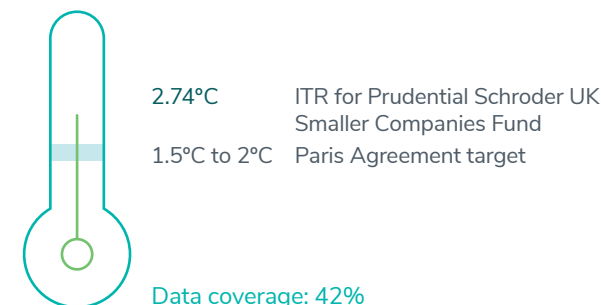 2.74°C ITR for Prudential Schroder UK
Smaller Companies Fund
1.5°C to 2°C Paris Agreement target
Data coverage: 42%